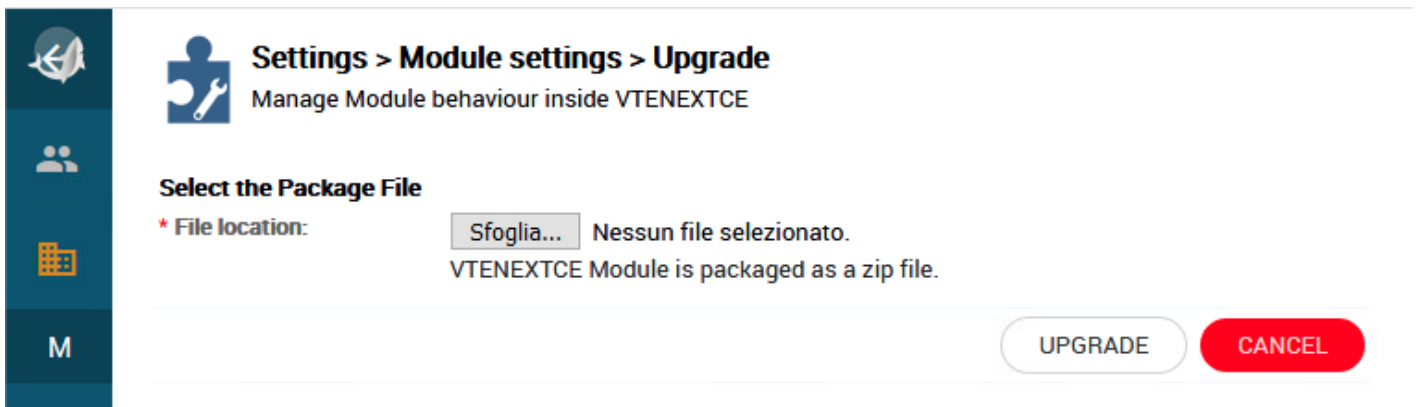 Settings > Module settings > Upgrade
Manage Module behaviour inside VTENEXTCE
Select the Package File
* File location: Sfoglia... Nessun file selezionato.
VTENEXTCE Module is packaged as a zip file.
M
UPGRADE CANCEL